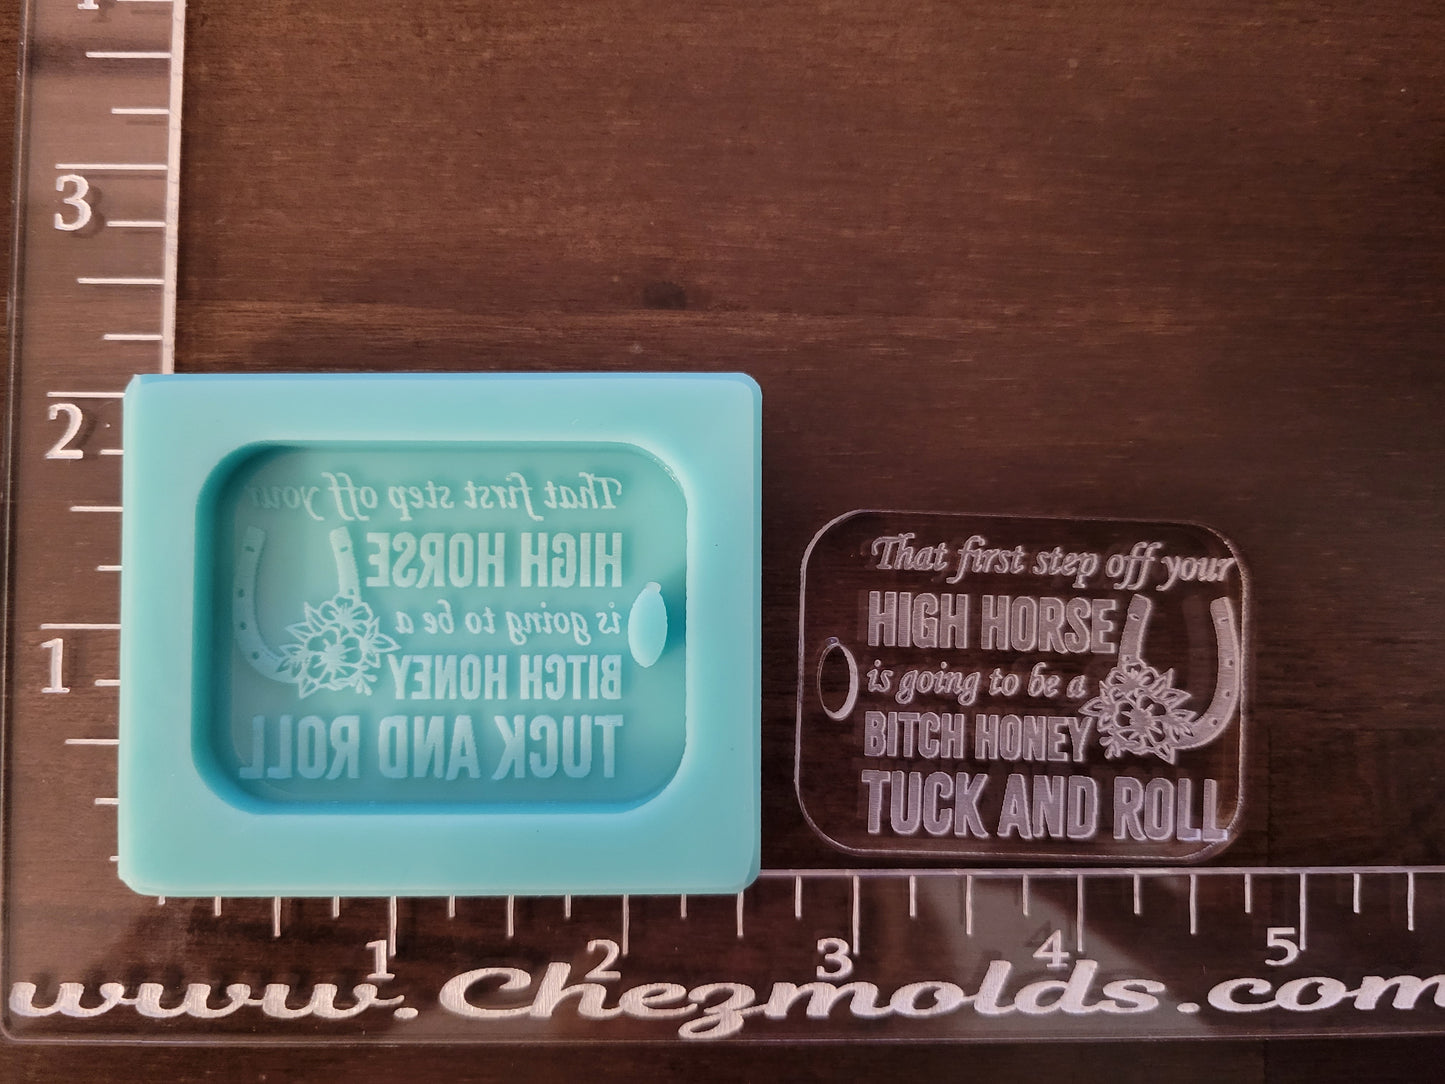 3
2
1
That first step off your
HIGH HORSE
is going to be a
BITCH HONEY
TUCK AND ROLL
That first step off your
HIGH HORSE
is going to be a
BITCH HONEY
TUCK AND ROLL
1 2 3 4 5
www.Chezmolds.com